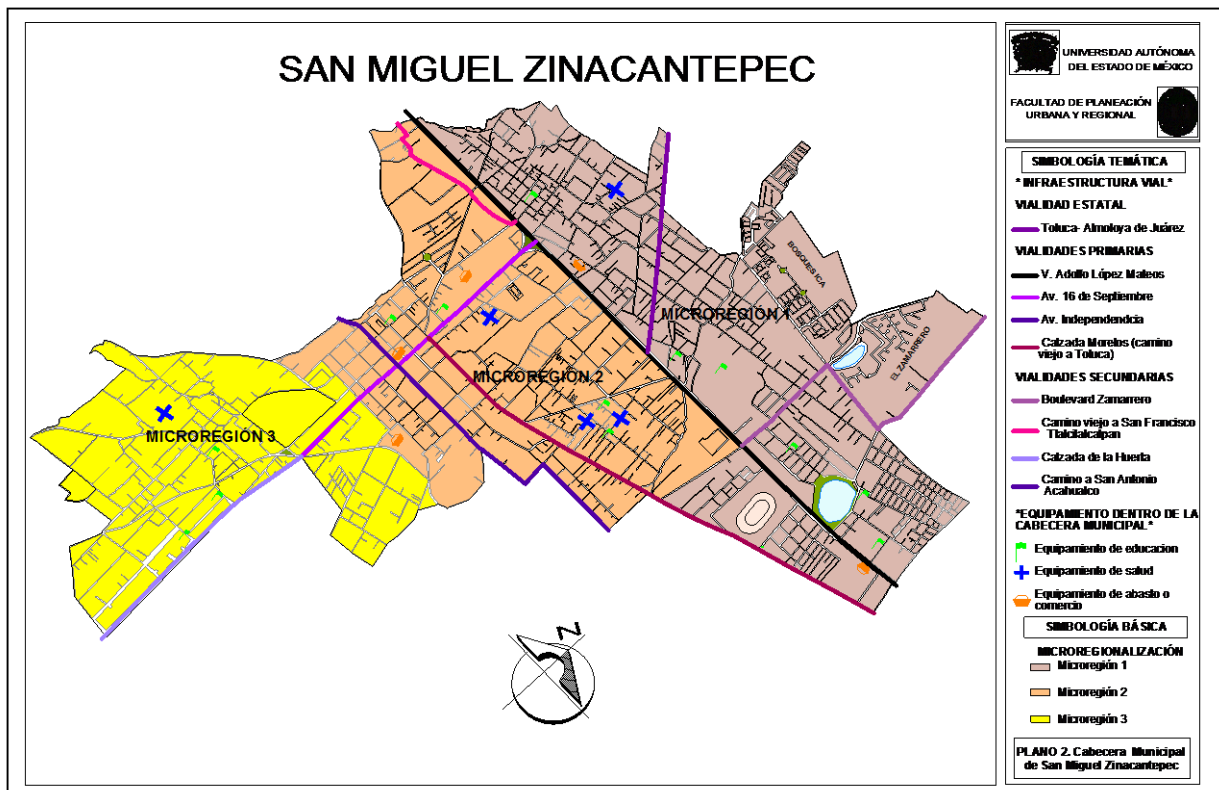 SAN MIGUEL ZINACANTEPEC
BOSQUES ICA
MICROREGIÓN 1
EL ZAMARRERO
MICROREGIÓN 2
MICROREGIÓN 3
N
UNIVERSIDAD AUTÓNOMA
DEL ESTADO DE MÉXICO
FACULTAD DE PLANEACIÓN
URBANA Y REGIONAL
SIMBOLOGÍA TEMÁTICA
* INFRAESTRUCTURA VIAL*
VIALIDAD ESTATAL
Toluca- Almoloya de Juárez
VIALIDADES PRIMARIAS
V. Adolfo López Mateos
Av. 16 de Septiembre
Av. Independencia
Calzada Morelos (camino
viejo a Toluca)
VIALIDADES SECUNDARIAS
Boulevard Zamarrero
Camino viejo a San Francisco
Tlalcilalcalpan
Calzada de la Huerta
Camino a San Antonio
Acahualco
*EQUIPAMIENTO DENTRO DE LA
CABECERA MUNICIPAL*
Equipamiento de educacion
Equipamiento de salud
Equipamiento de abasto o
comercio
SIMBOLOGÍA BÁSICA
MICROREGIONALIZACIÓN
Microregión 1
Microregión 2
Microregión 3
PLANO 2. Cabecera Municipal
de San Miguel Zinacantepec